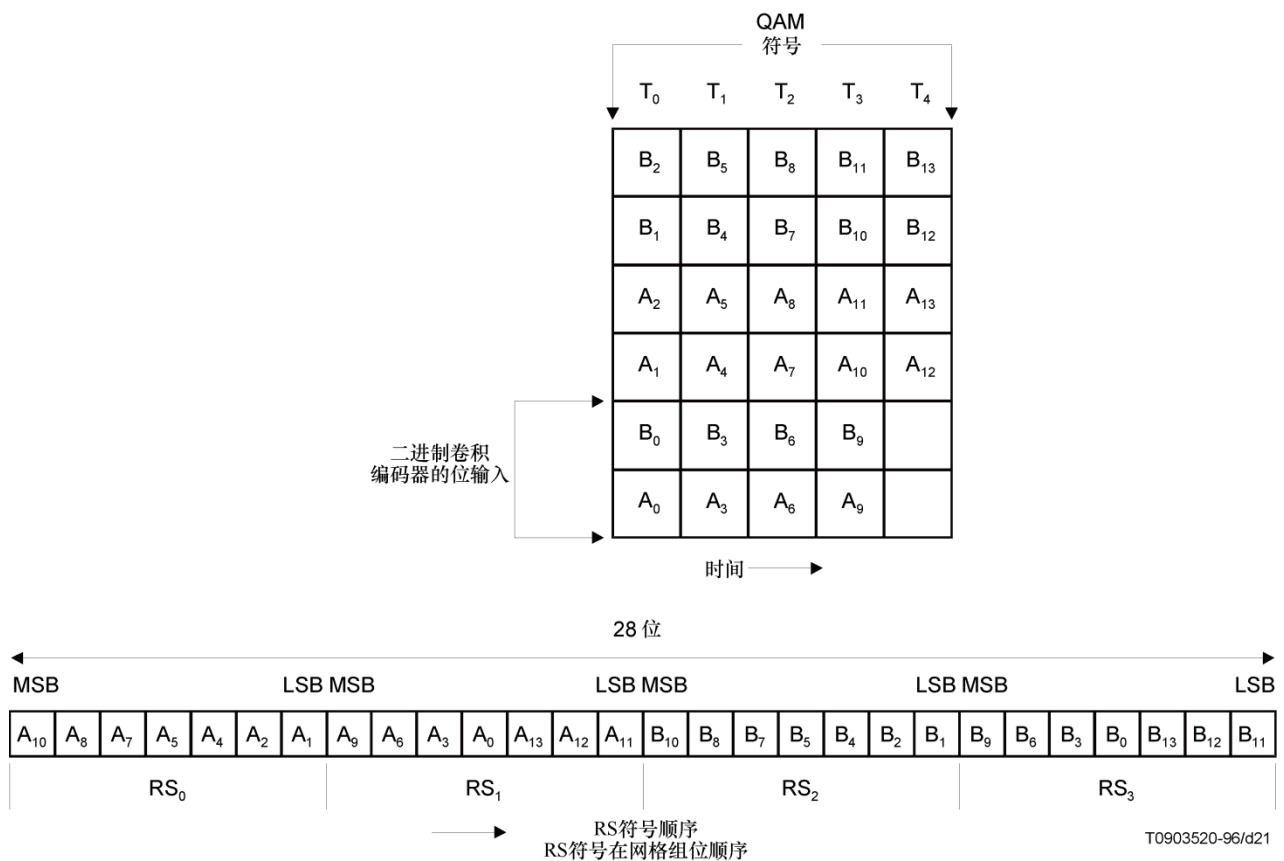 QAM
符号
T₀ T₁ T₂ T₃ T₄
B₂ B₅ B₈ B₁₁ B₁₃
B₁ B₄ B₇ B₁₀ B₁₂
A₂ A₅ A₈ A₁₁ A₁₃
A₁ A₄ A₇ A₁₀ A₁₂
B₀ B₃ B₆ B₉
二进制卷积
编码器的位输入
A₀ A₃ A₆ A₉
时间
28 位
MSB LSB MSB LSB MSB LSB MSB LSB
A₁₀ A₈ A₇ A₅ A₄ A₂ A₁ A₉ A₆ A₃ A₀ A₁₃ A₁₂ A₁₁ B₁₀ B₈ B₇ B₅ B₄ B₂ B₁ B₉ B₆ B₃ B₀ B₁₃ B₁₂ B₁₁
RS₀ RS₁ RS₂ RS₃
RS符号顺序
RS符号在网格组位顺序
T0903520-96/d21